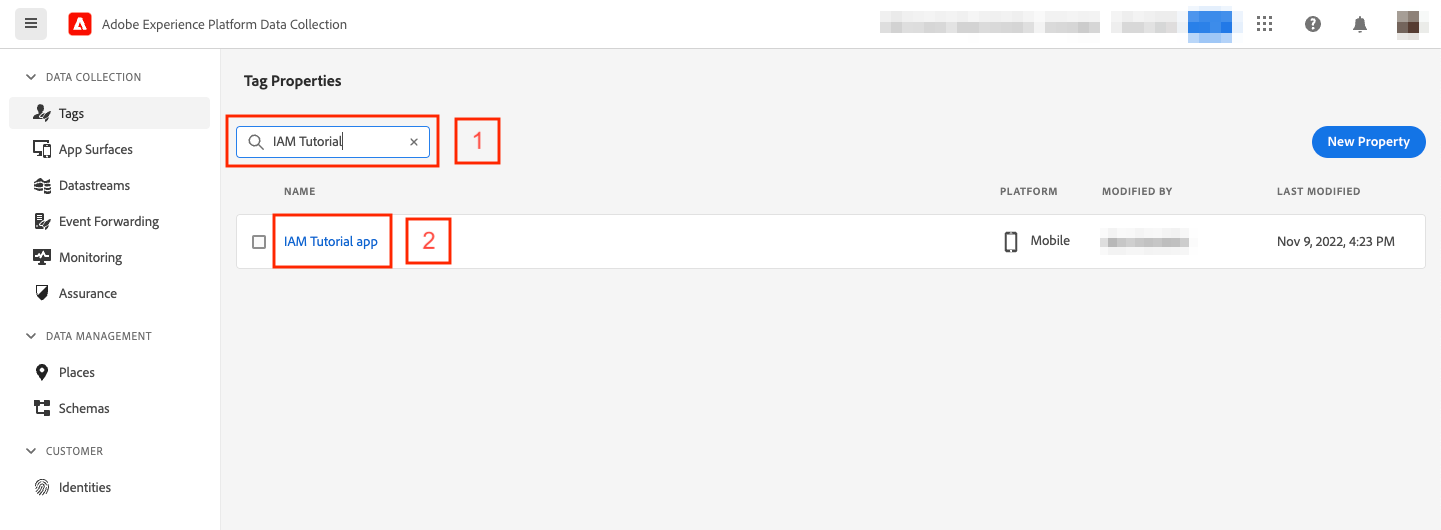 Adobe Experience Platform Data Collection
DATA COLLECTION
Tags
App Surfaces
Datastreams
Event Forwarding
Monitoring
Assurance
DATA MANAGEMENT
Places
Schemas
CUSTOMER
Identities
Tag Properties
IAM Tutorial
1
New Property
NAME PLATFORM MODIFIED BY LAST MODIFIED
IAM Tutorial app 2 Mobile Nov 9, 2022, 4:23 PM